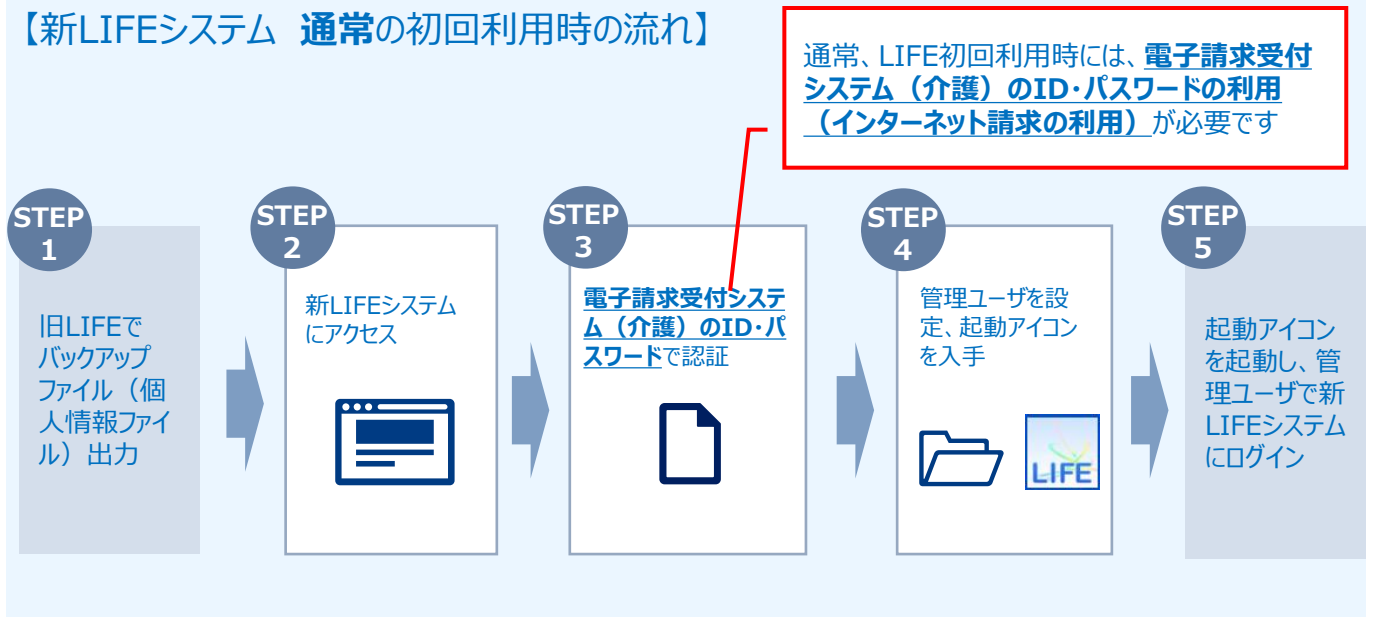 【新LIFEシステム 通常の初回利用時の流れ】
通常、LIFE初回利用時には、電子請求受付
システム（介護）のID・パスワードの利用
（インターネット請求の利用）が必要です
STEP
1
旧LIFEで
バックアップ
ファイル（個
人情報ファイ
ル）出力
STEP
2
新LIFEシステム
にアクセス
STEP
3
電子請求受付システ
ム（介護）のID・パ
スワードで認証
STEP
4
管理ユーザを設
定、起動アイコン
を入手
LIFE
STEP
5
起動アイコン
を起動し、管
理ユーザで新
LIFEシステム
にログイン